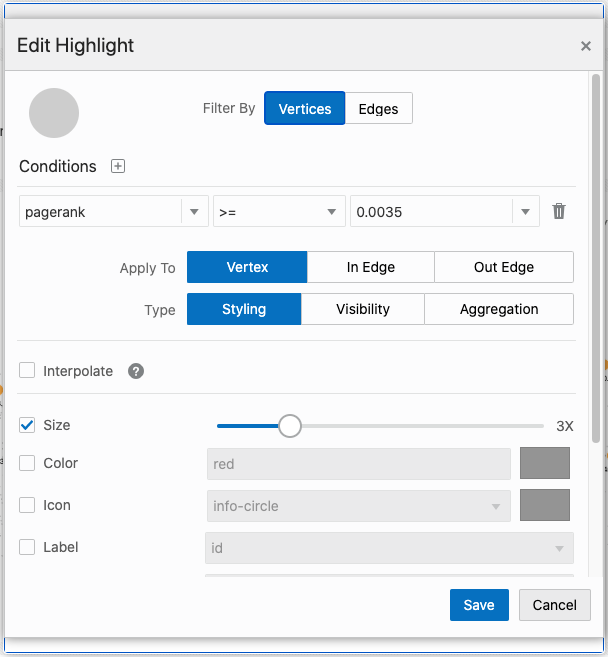 Edit Highlight ×
Filter By Vertices Edges
Conditions +
pagerank >= 0.0035
Apply To Vertex In Edge Out Edge
Type Styling Visibility Aggregation
Interpolate ?
Size 3X
Color red
Icon info-circle
Label id
Save Cancel